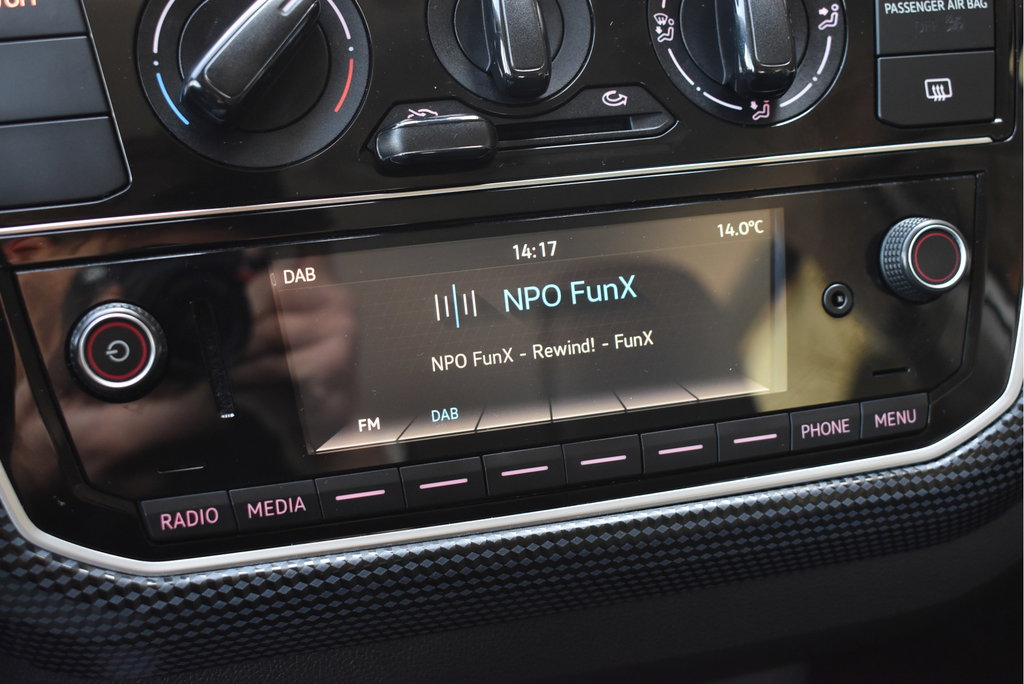 PASSENGER AIR BAG
14:17
14.0°C
DAB
NPO FunX
NPO FunX - Rewind! - FunX
FM DAB
RADIO MEDIA PHONE MENU